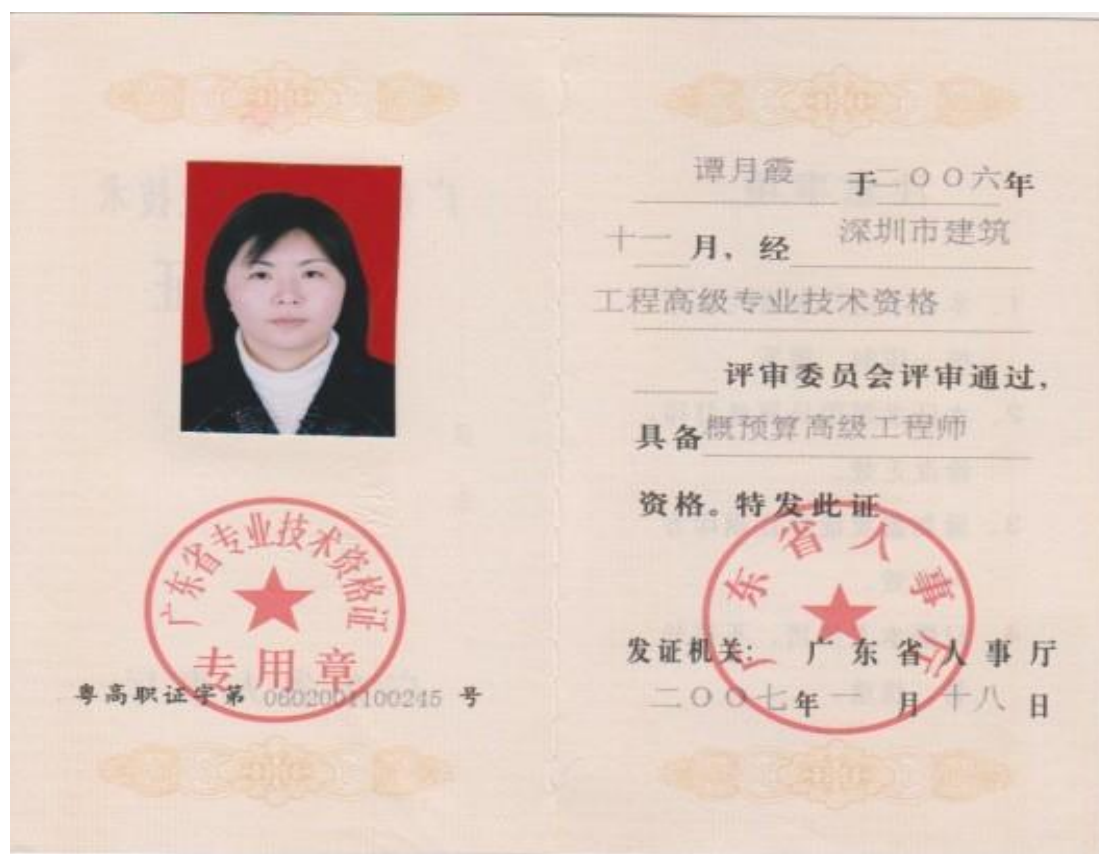 广东省专业技术资格证
专用章
粤高职证字第 0602001100245 号
谭月霞 于二〇〇六年
十一月，经 深圳市建筑
工程高级专业技术资格
评审委员会评审通过，
具备概预算高级工程师
资格。特发此证
广东省人事厅
发证机关：广东省人事厅
二〇〇七年一月十八日